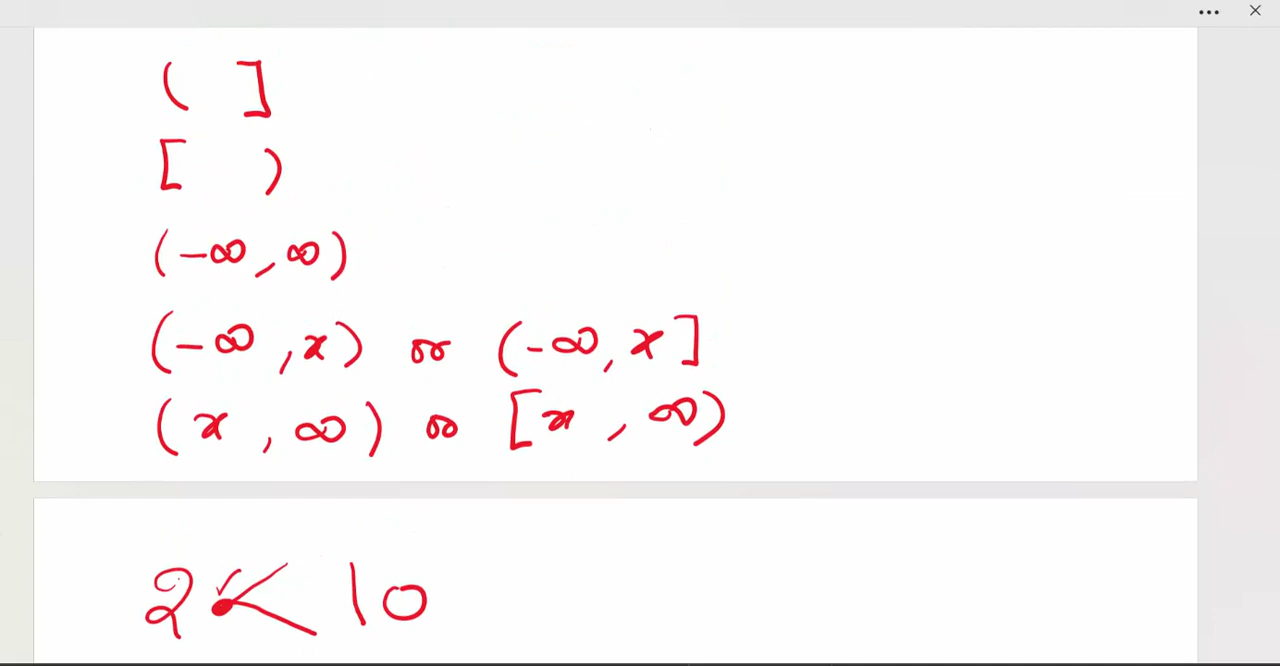 ( ]
[ )
(-∞, ∞)
(-∞, x) or (-∞, x]
(x, ∞) or [x, ∞)
2 < 10